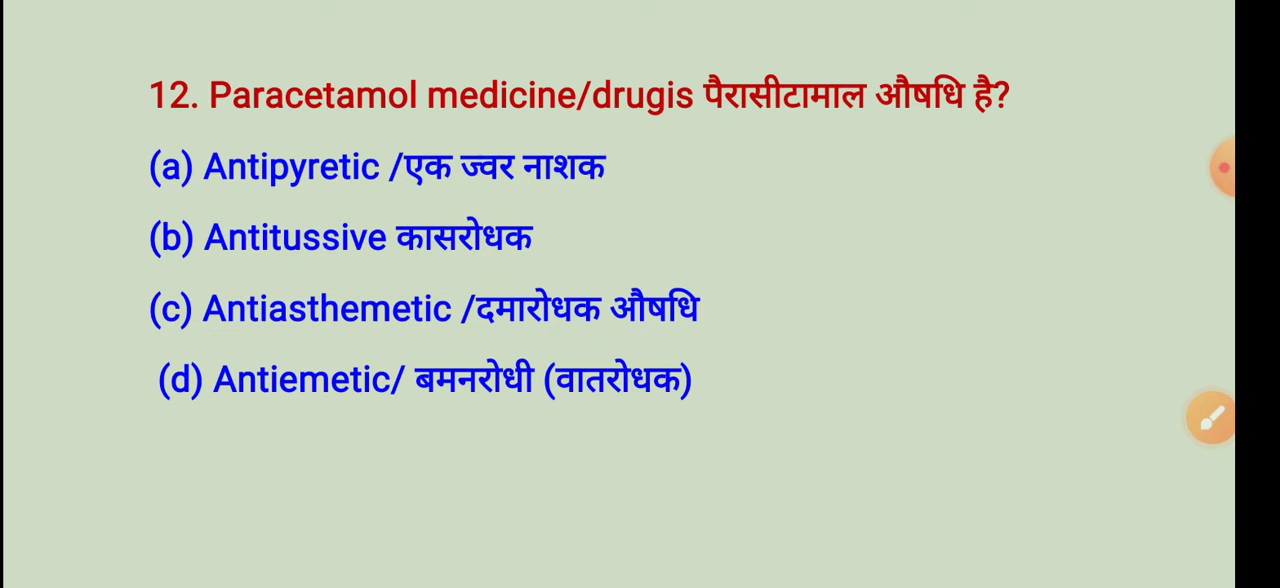 12. Paracetamol medicine/drugis पैरासीटामाल औषधि है?
(a) Antipyretic /एक ज्वर नाशक
(b) Antitussive कासरोधक
(c) Antiasthemetic /दमारोधक औषधि
(d) Antiemetic/ बमनरोधी (वातरोधक)